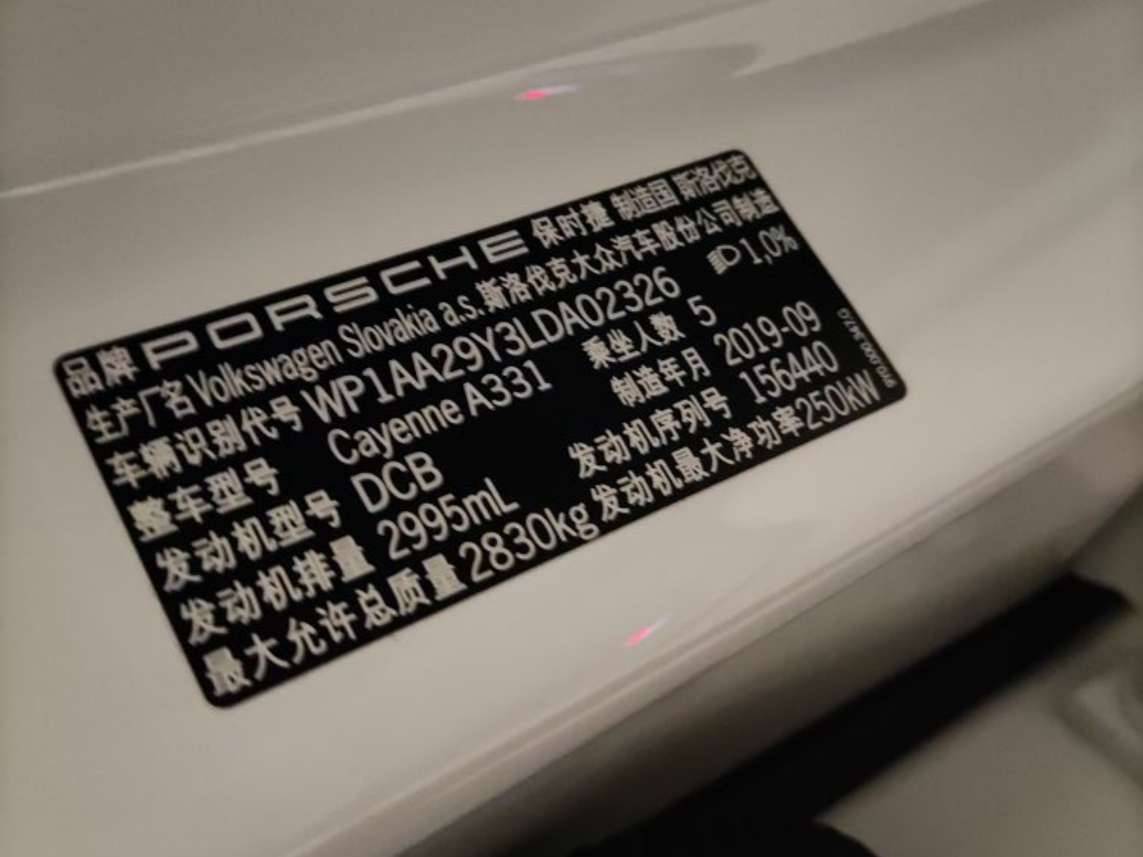 品牌 PORSCHE 保时捷 制造国 斯洛伐克
生产厂名 Volkswagen Slovakia a.s. 斯洛伐克大众汽车股份公司制造
车辆识别代号 WP1AA29Y3LDA02326 1,0%
整车型号 Cayenne A331 乘坐人数 5
发动机型号 DCB 制造年月 2019-09
发动机排量 2995mL 发动机序列号 156440
最大允许总质量 2830kg 发动机最大净功率 250kW